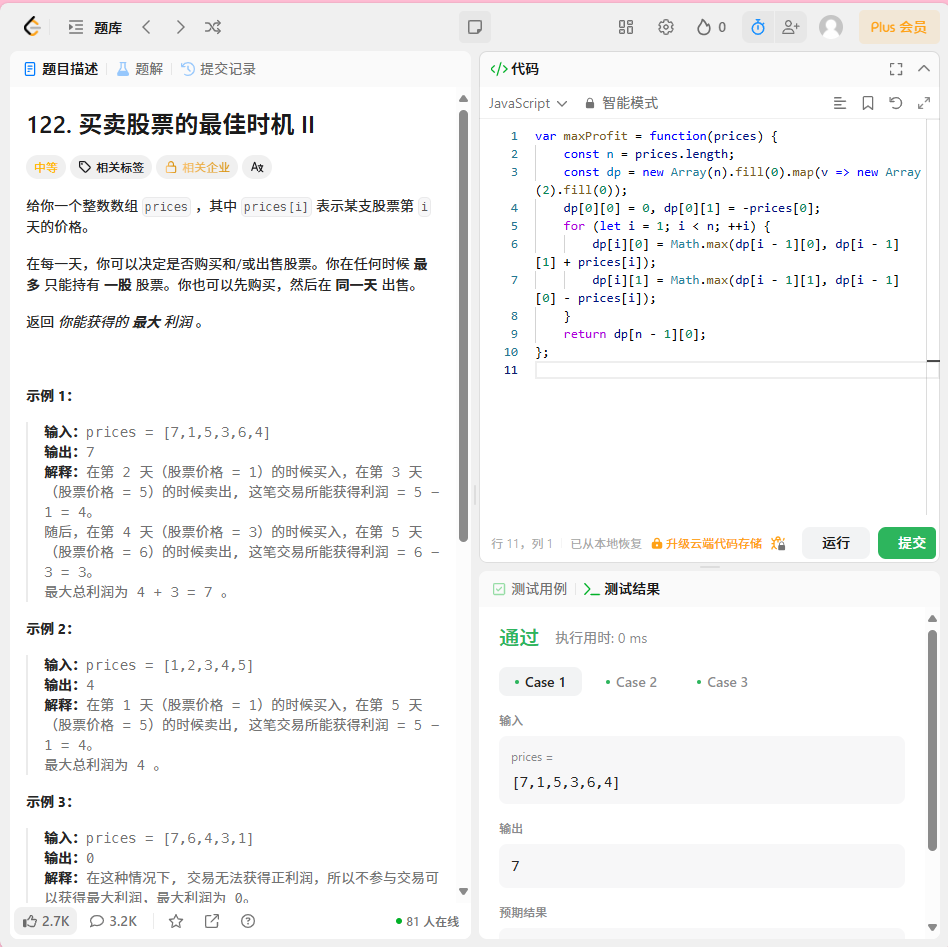 题库
0
Plus 会员
题目描述
题解
提交记录
122. 买卖股票的最佳时机 II
中等
相关标签
相关企业
给你一个整数数组 prices ，其中 prices[i] 表示某支股票第 i
天的价格。
在每一天，你可以决定是否购买和/或出售股票。你在任何时候 最
多 只能持有 一股 股票。你也可以先购买，然后在 同一天 出售。
返回 你能获得的 最大 利润 。
示例 1：
输入：prices = [7,1,5,3,6,4]
输出：7
解释：在第 2 天（股票价格 = 1）的时候买入，在第 3 天
（股票价格 = 5）的时候卖出, 这笔交易所能获得利润 = 5 -
1 = 4。
随后，在第 4 天（股票价格 = 3）的时候买入，在第 5 天
（股票价格 = 6）的时候卖出, 这笔交易所能获得利润 = 6 -
3 = 3。
最大总利润为 4 + 3 = 7 。
示例 2：
输入：prices = [1,2,3,4,5]
输出：4
解释：在第 1 天（股票价格 = 1）的时候买入，在第 5 天
（股票价格 = 5）的时候卖出, 这笔交易所能获得利润 = 5 -
1 = 4。
最大总利润为 4 。
示例 3：
输入：prices = [7,6,4,3,1]
输出：0
解释：在这种情况下, 交易无法获得正利润，所以不参与交易可
以获得最大利润，最大利润为 0。
2.7K
3.2K
81 人在线
代码
JavaScript
智能模式
1 var maxProfit = function(prices) {
2 const n = prices.length;
3 const dp = new Array(n).fill(0).map(v => new Array
(2).fill(0));
4 dp[0][0] = 0, dp[0][1] = -prices[0];
5 for (let i = 1; i < n; ++i) {
6 dp[i][0] = Math.max(dp[i - 1][0], dp[i - 1]
[1] + prices[i]);
7 dp[i][1] = Math.max(dp[i - 1][1], dp[i - 1]
[0] - prices[i]);
8 }
9 return dp[n - 1][0];
10 };
11
行 11，列 1
已从本地恢复
升级云端代码存储
运行
提交
测试用例
测试结果
通过
执行用时: 0 ms
Case 1
Case 2
Case 3
输入
prices =
[7,1,5,3,6,4]
输出
7
预期结果